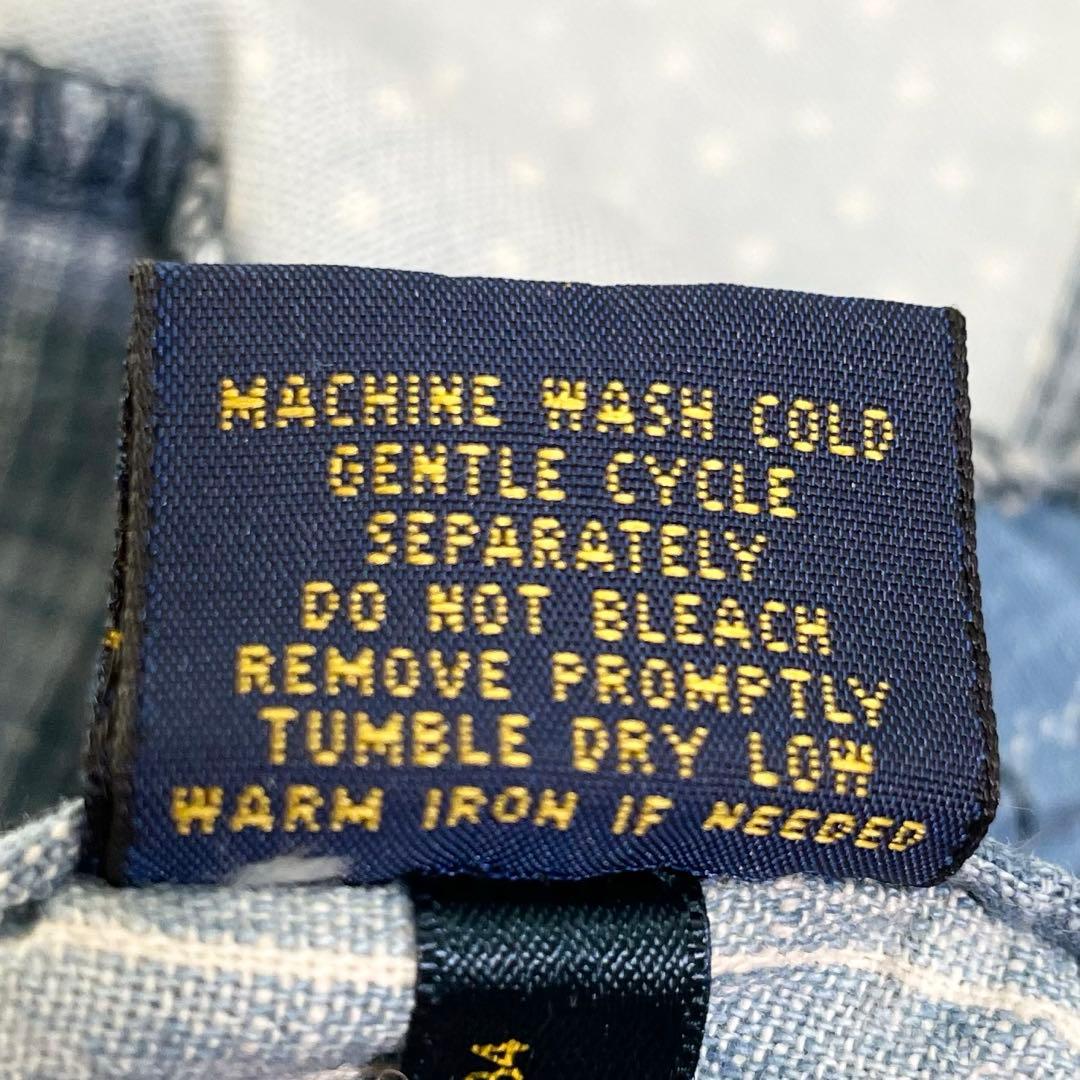 MACHINE WASH COLD
GENTLE CYCLE
SEPARATELY
DO NOT BLEACH
REMOVE PROMPTLY
TUMBLE DRY LOW
WARM IRON IF NEEDED